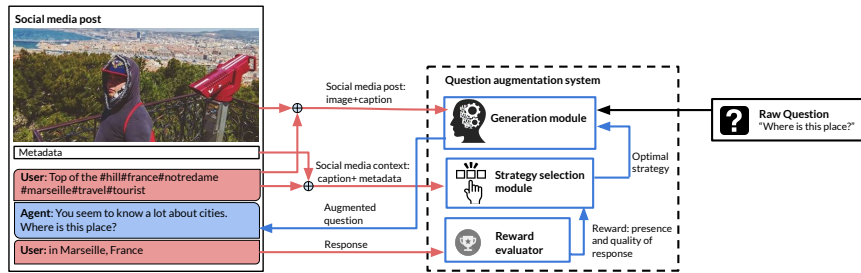 Social media post
Metadata
User: Top of the #hill#france#notredame
#marseille#travel#tourist
Agent: You seem to know a lot about cities.
Where is this place?
User: in Marseille, France
Social media post:
image+caption
Social media context:
caption+ metadata
Augmented
question
Response
Question augmentation system
Generation module
Strategy selection
module
Reward
evaluator
Optimal
strategy
Reward: presence
and quality of
response
?
Raw Question
"Where is this place?"